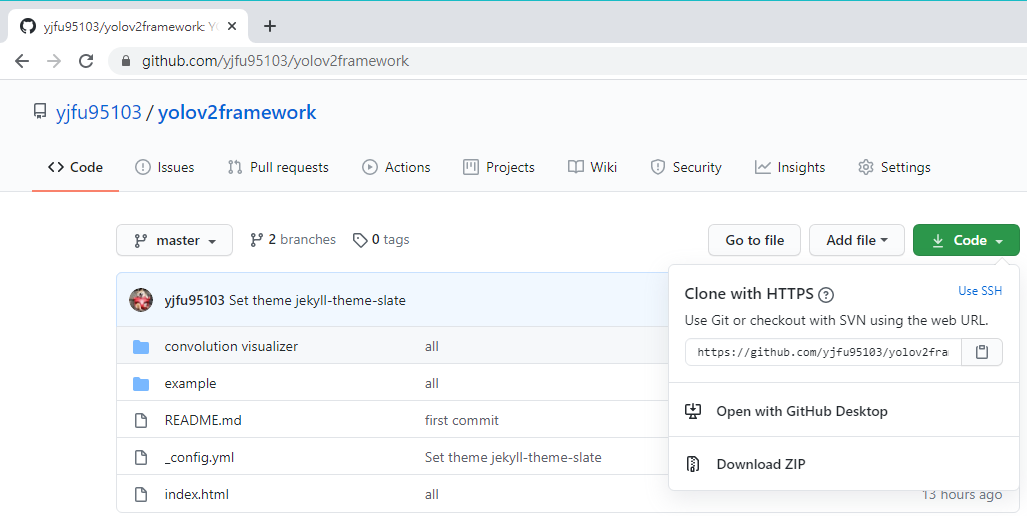 yjfu95103/yolov2framework: YO
github.com/yjfu95103/yolov2framework
yjfu95103 / yolov2framework
Code Issues Pull requests Actions Projects Wiki Security Insights Settings
master 2 branches 0 tags Go to file Add file Code
yjfu95103 Set theme jekyll-theme-slate
Clone with HTTPS Use SSH
Use Git or checkout with SVN using the web URL.
https://github.com/yjfu95103/yolov2fra
Open with GitHub Desktop
Download ZIP
convolution visualizer all
example all
README.md first commit
_config.yml Set theme jekyll-theme-slate
index.html all 13 hours ago